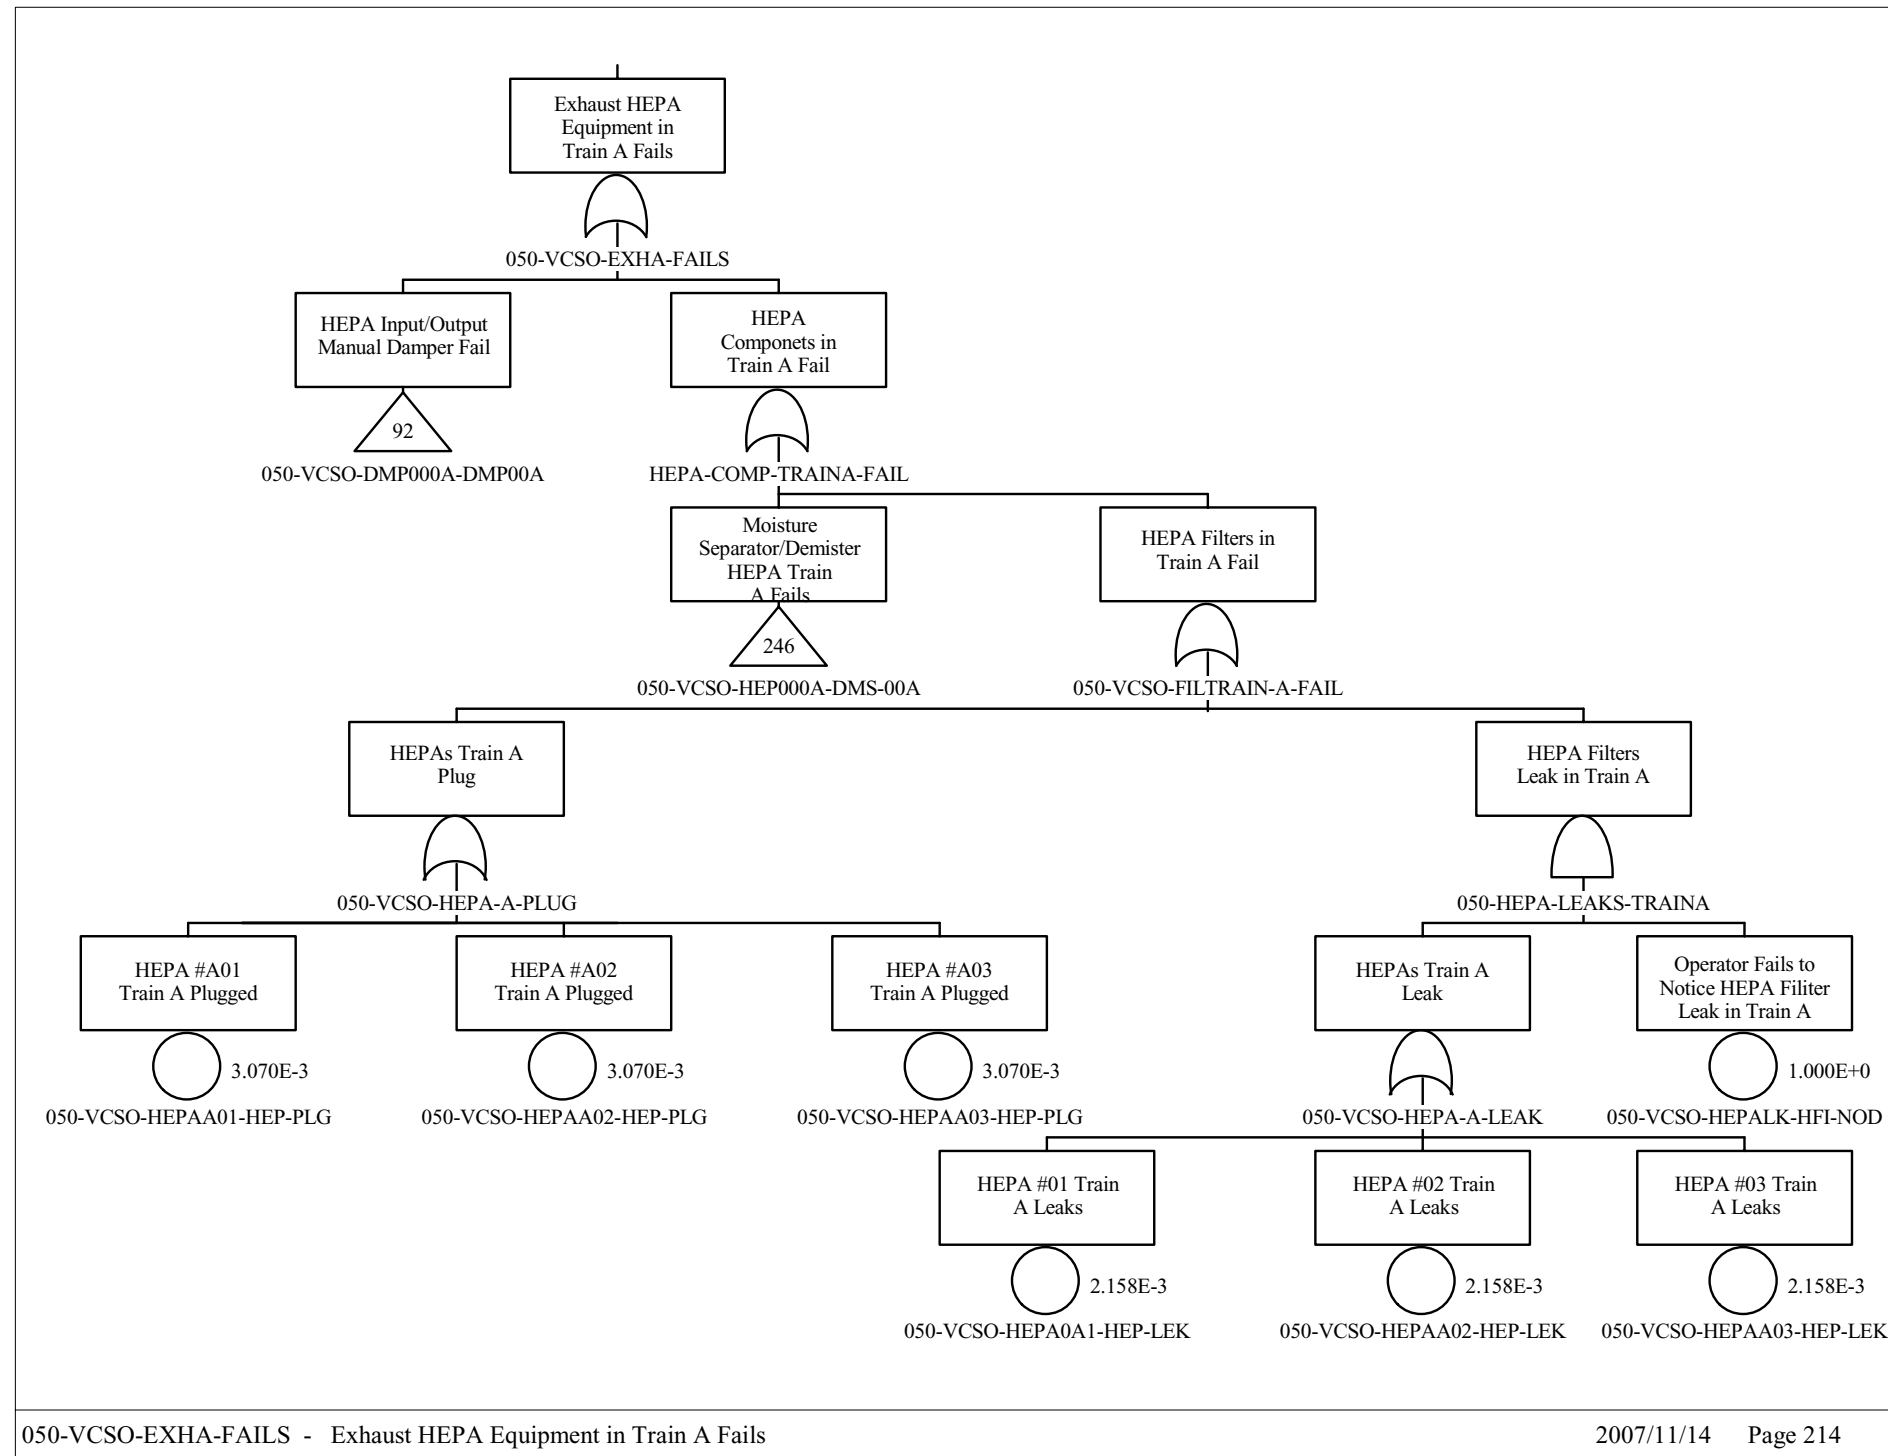 Exhaust HEPA
Equipment in
Train A Fails
050-VCSO-EXHA-FAILS
HEPA Input/Output
Manual Damper Fail
92
050-VCSO-DMP000A-DMP00A
HEPA
Componets in
Train A Fail
HEPA-COMP-TRAINA-FAIL
Moisture
Separator/Demister
HEPA Train
A Fails
246
050-VCSO-HEP000A-DMS-00A
HEPA Filters in
Train A Fail
050-VCSO-FILTRAIN-A-FAIL
HEPAs Train A
Plug
050-VCSO-HEPA-A-PLUG
HEPA Filters
Leak in Train A
050-HEPA-LEAKS-TRAINA
HEPA #A01
Train A Plugged
3.070E-3
050-VCSO-HEPAA01-HEP-PLG
HEPA #A02
Train A Plugged
3.070E-3
050-VCSO-HEPAA02-HEP-PLG
HEPA #A03
Train A Plugged
3.070E-3
050-VCSO-HEPAA03-HEP-PLG
HEPAs Train A
Leak
050-VCSO-HEPA-A-LEAK
Operator Fails to
Notice HEPA Filiter
Leak in Train A
1.000E+0
050-VCSO-HEPALK-HFI-NOD
HEPA #01 Train
A Leaks
2.158E-3
050-VCSO-HEPA0A1-HEP-LEK
HEPA #02 Train
A Leaks
2.158E-3
050-VCSO-HEPAA02-HEP-LEK
HEPA #03 Train
A Leaks
2.158E-3
050-VCSO-HEPAA03-HEP-LEK
050-VCSO-EXHA-FAILS - Exhaust HEPA Equipment in Train A Fails
2007/11/14 Page 214